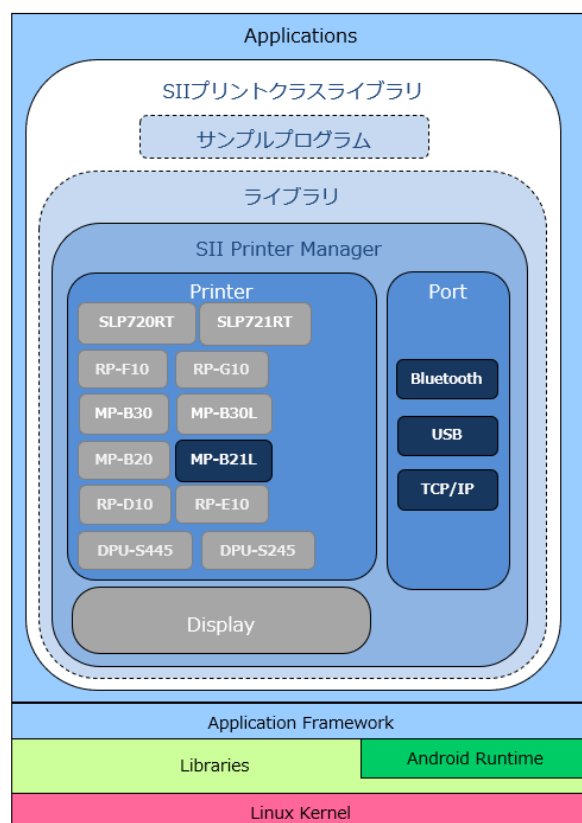 Applications
SIIプリントクラスライブラリ
サンプルプログラム
ライブラリ
SII Printer Manager
Printer
Port
SLP720RT
SLP721RT
RP-F10
RP-G10
Bluetooth
MP-B30
MP-B30L
USB
MP-B20
MP-B21L
TCP/IP
RP-D10
RP-E10
DPU-S445
DPU-S245
Display
Application Framework
Libraries
Android Runtime
Linux Kernel